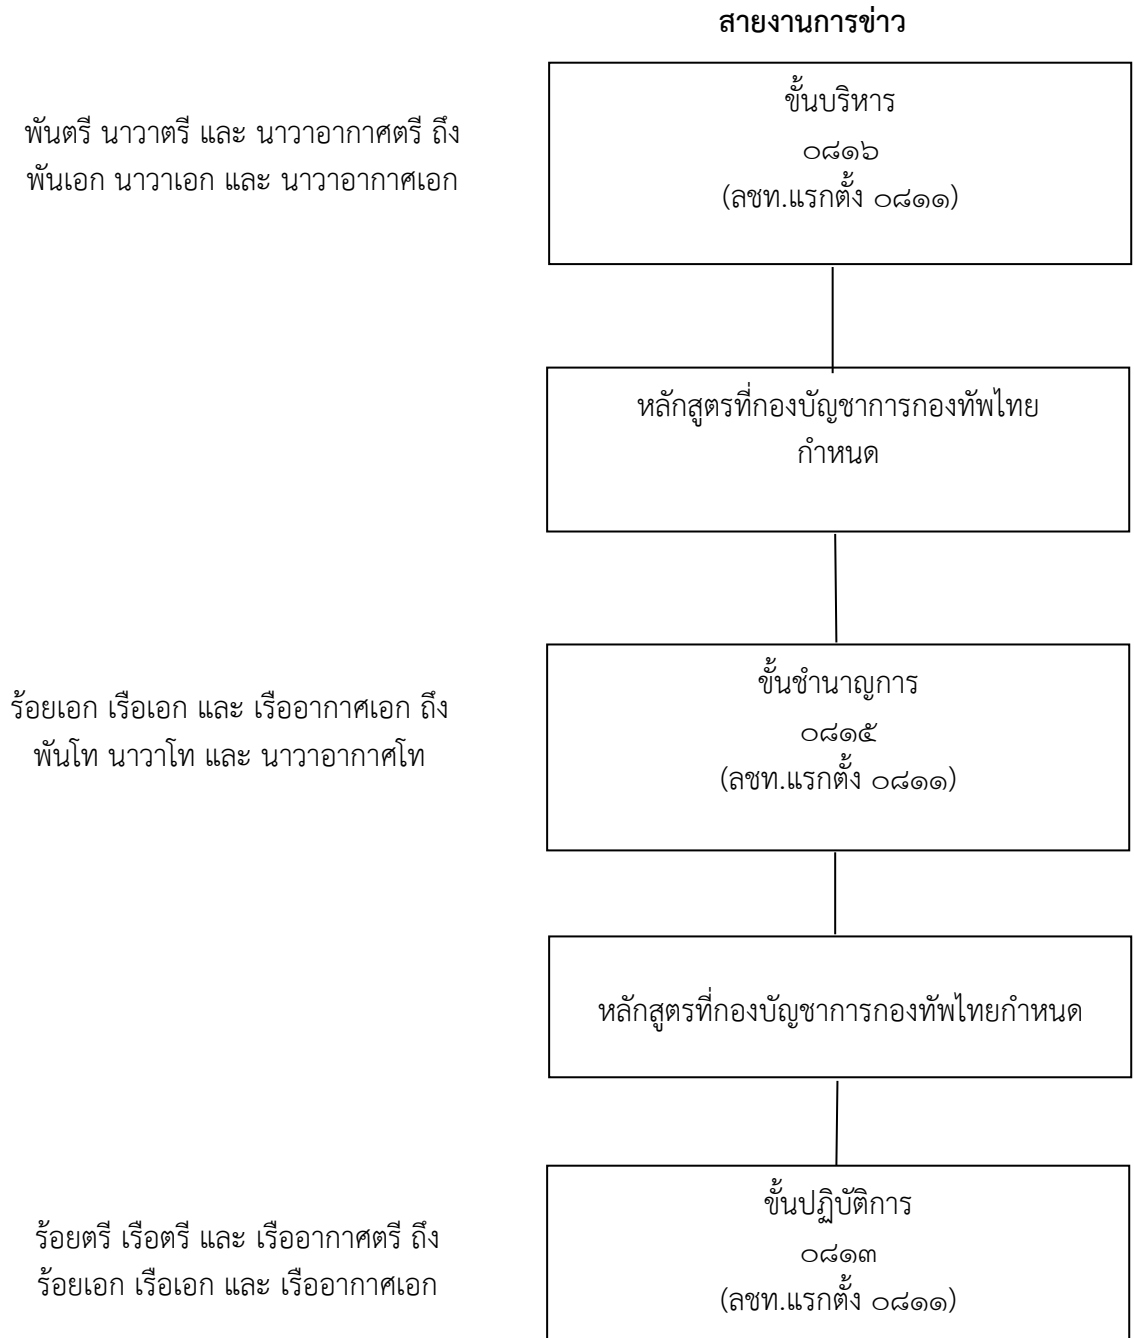 สายงานการข่าว
ขั้นบริหาร
๐๘๑๖
(ลชท.แรกตั้ง ๐๘๑๑)
พันตรี นาวาตรี และ นาวาอากาศตรี ถึง
พันเอก นาวาเอก และ นาวาอากาศเอก
หลักสูตรที่กองบัญชาการกองทัพไทย
กำหนด
ขั้นชำนาญการ
๐๘๑๕
(ลชท.แรกตั้ง ๐๘๑๑)
ร้อยเอก เรือเอก และ เรืออากาศเอก ถึง
พันโท นาวาโท และ นาวาอากาศโท
หลักสูตรที่กองบัญชาการกองทัพไทยกำหนด
ขั้นปฏิบัติการ
๐๘๑๓
(ลชท.แรกตั้ง ๐๘๑๑)
ร้อยตรี เรือตรี และ เรืออากาศตรี ถึง
ร้อยเอก เรือเอก และ เรืออากาศเอก